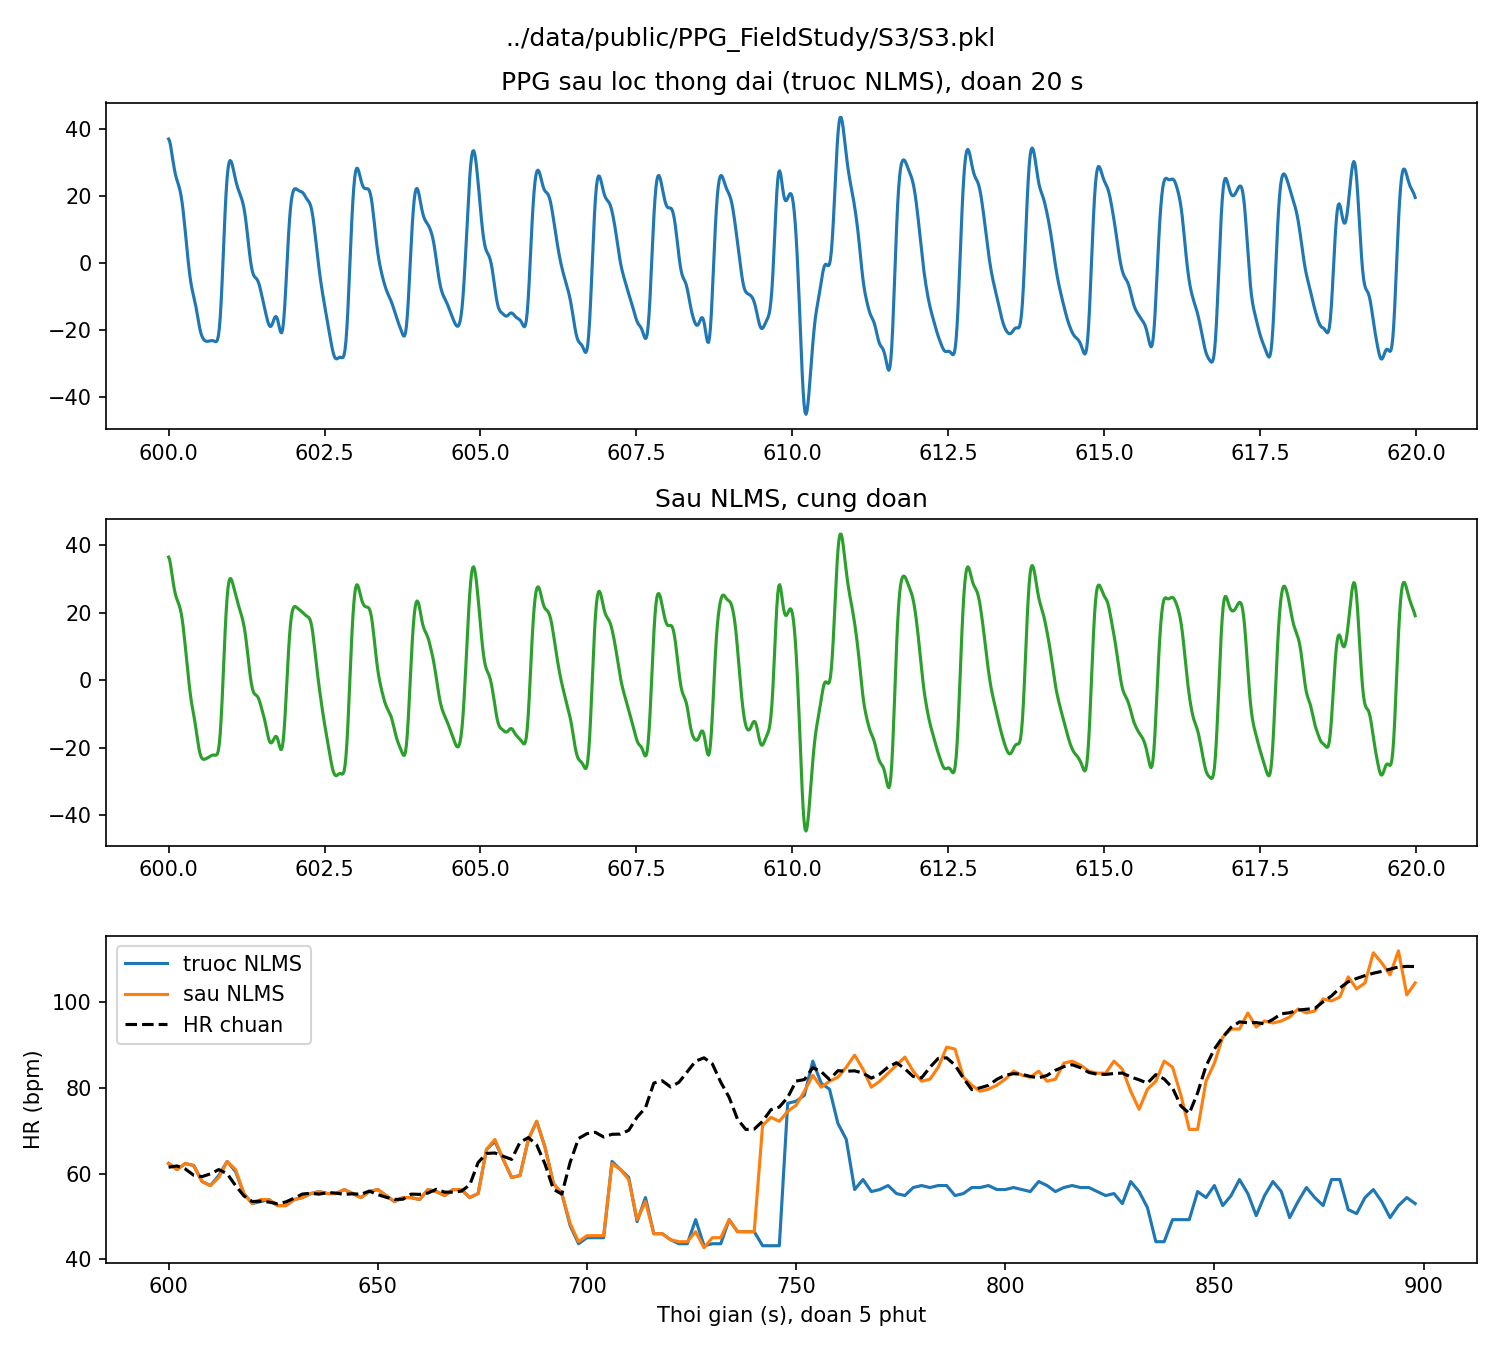 ../data/public/PPG_FieldStudy/S3/S3.pkl
PPG sau loc thong dai (truoc NLMS), doan 20 s
40
20
0
−20
−40
600.0 602.5 605.0 607.5 610.0 612.5 615.0 617.5 620.0
Sau NLMS, cung doan
40
20
0
−20
−40
600.0 602.5 605.0 607.5 610.0 612.5 615.0 617.5 620.0
truoc NLMS
sau NLMS
HR chuan
HR (bpm)
100
80
60
40
600 650 700 750 800 850 900
Thoi gian (s), doan 5 phut